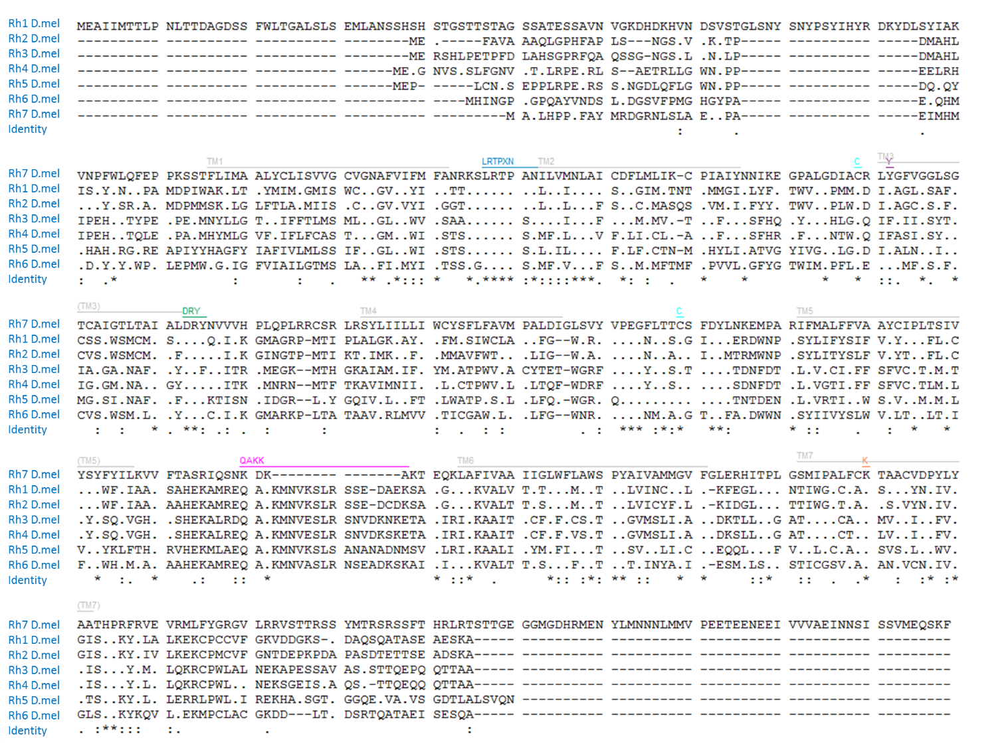 Rh1 D.mel MEAIIMTTLP NLTTDAGDSS FWLTGALSLS EMLANSSHSH STGSTTSTAG SSATESSAVN VGKDHDKHVN DSVSTGLSNY SNYPSYIHYR DKYDLSYIAK
Rh2 D.mel ---------- ---------- ---------- ---------- -ME .-----FAVA AAQLGPHFAP LS---NGS.V .K.TP----- ---------- -----DMAHL
Rh3 D.mel ---------- ---------- ---------- ---------- -ME RSHLPETPFD LAHSGPRFQA QSSG-NGS.L .N.LP----- ---------- -----DMAHL
Rh4 D.mel ---------- ---------- ---------- ------ME.G NVS.SLFGNV .T.LRPE.RL S--AETRLLG WN.PP----- ---------- -----EELRH
Rh5 D.mel ---------- ---------- ---------- ------MEP- -----LCN.S EPPLRPE.RS S.NGDLQFLG WN.PP----- ---------- -----DQ.QY
Rh6 D.mel ---------- ---------- ---------- ---------- ----MHINGP .GPQAYVNDS L.DGSVFPMG HGYPA----- ---------- -----E.QHM
Rh7 D.mel ---------- ---------- ---------- ---------- ---------M A.LHPP.FAY MRDGRNLSLA E..PA----- ---------- -----EIMHM
Identity : . .
TM1 LRTPXN TM2 C TM3 Y
Rh7 D.mel VNPFWLQFEP PKSSTFLIMA ALYCLISVVG CVGNAFVIFM FANRKSLRTP ANILVMNLAI CDFLMLIK-C PIAIYNNIKE GPALGDIACR LYGFVGGLSG
Rh1 D.mel IS.Y.N..PA MDPIWAK.LT .YMIM.GMIS WC..GV..YI ..TT...... ..L..I.... S..GIM.TNT .MMGI.LYF. TWV..PMM.D I.AGL.SAF.
Rh2 D.mel ...Y.SR.A. MDPMMSK.LG LFTLA.MIIS .C..GV.VYI .GGT...... ..L..L...F S..C.MASQS .VM.I.FYY. TWV..PLW.D I.AGC.S.F.
Rh3 D.mel IPEH..TYPE .PE.MNYLLG T..IFFTLMS ML..GL..WV .SAA...... S....I...F ...M.MV.-T ..F...SFHQ .Y...HLG.Q IF.II.SYT.
Rh4 D.mel IPEH..TQLE .PA.MHYMLG VF.IFLFCAS T...GM..WI .STS...... S.MF.L...V F.LI.CL.-A ..F...SFHR .F...NTW.Q IFASI.SY..
Rh5 D.mel .HAH.RG.RE APIYYHAGFY IAFIVLMLSS IF..GL..WI .STS...... S.L.IL.... F.LF.CTN-M .HYLI.ATVG YIVG..LG.D I.ALN..I..
Rh6 D.mel .D.Y.Y.WP. LEPMW.G.IG FVIAILGTMS LA..FI.MYI .TSS.G.... S.MF.V...F S..M.MFTMF .PVVL.GFYG TWIM.PFL.E ...MF.S.F.
Identity : .* : : . ** .*::: * *.**** :*::::***. *: : . * * * * ::. *. *
(TM3) DRY TM4 C TM5
Rh7 D.mel TCAIGTLTAI ALDRYNVVVH PLQPLRRCSR LRSYLIILLI WCYSFLFAVM PALDIGLSVY VPEGFLTTCS FDYLNKEMPA RIFMALFFVA AYCIPLTSIV
Rh1 D.mel CSS.WSMCM. S....Q.I.K GMAGRP-MTI PLALGK.AY. .FM.SIWCLA ..FG--W.R. ....N..S.G I...ERDWNP .SYLIFYSIF V.Y...FL.C
Rh2 D.mel CVS.WSMCM. .F.....I.K GINGTP-MTI KT.IMK..F. .MMAVFWT.. ..LIG--W.A. ....N..A.. I..MTRMWNP .SYLITYSLF V.YT..FL.C
Rh3 D.mel IA.GA.NAF. .Y..F..ITR .MEGK--MTH GKAIAM.IF. YM.ATPWV.A CYTET-WGRF ....Y..S.T ....TDNFDT .L.V.CI.FF SFVC.T.M.T
Rh4 D.mel IG.GM.NA.. GY.....ITK .MNRN--MTF TKAVIMNII. .L.CTPWV.L ..LTQF-WDRF ....Y..S.. ....SDNFDT .L.VGTI.FF SFVC.TLM.L
Rh5 D.mel MG.SI.NAF. .F...KTISN .IDGR--L.Y GQIV.L..FT .LWATP.S.L .LFQ.-WGR. Q......... ....TNTDEN .L.VRTI..W S.V..M.M.L
Rh6 D.mel CVS.WSM.L. .Y...C.I.K GMARKP-LTA TAAV.RLMVV .TICGAW.L. .LFG--WNR. ....NM.A.G T..FA.DWWN .SYIIVYSLW V.LT..LT.I
Identity : : * . **: .: . : : : . : : . : *** :*:* **: * :: . : * *
(TM5) QAKK TM6 TM7 K
Rh7 D.mel YSYFYILKVV FTASRIQSNK DK-------- -------AKT EQKLAFIVAA IIGLWFLAWS PYAIVAMMGV FGLERHITPL GSMIPALFCK TAACVDPYLY
Rh1 D.mel ...WF.IAA. SAHEKAMREQ A.KMNVKSLR SSE-DAEKSA .G...KVALV T.T...M..T ..LVINC..L .-KFEGL... NTIWG.C.A. S...YN.IV.
Rh2 D.mel ...WF.IAA. AAHEKAMREQ A.KMNVKSLR SSE-DCDKSA .G...KVALT T.S...M..T ..LVICYF.L .-KIDGL... TTIWG.T.A. .S.VYN.IV.
Rh3 D.mel .Y.SQ.VGH. .SHEKALRDQ A.KMNVESLR SNVDKNKETA .IRI.KAAIT .CF.F.CS.T ..GVMSLI.A ..DKTLL..G AT....CA.. MV..I..FV.
Rh4 D.mel .Y.SQ.VGH. .SHEKALREQ A.KMNVESLR SNVDKSKETA .IRI.KAAIT .CF.F.VS.T ..GVMSLI.A ..DKSLL..G AT....CT.. LV..I..FV.
Rh5 D.mel V..YKLFTH. RVHEKMLAEQ A.KMNVKSLS ANANADNMSV .LRI.KAALI .YM.FI...T ..SV..LI.C ..EQQL...F V..L.C.A.. SVS.L..WV.
Rh6 D.mel F..WH.M.A. AAHEKAMREQ A.KMNVASLR NSEADKSKAI .I...KVALT T.S...F..T ..T.INYA.I .-ESM.LS.. STICGSV.A. AN.VCN.IV.
Identity * :. * .: :: * * ::* . *:: :*: ** :: * * ::* :: . .* : :* :*
(TM7)
Rh7 D.mel AATHPRFRVE VRMLFYGRGV LRRVSTTRSS YMTRSRSSFT HRLRTSTTGE GGMGDHRMEN YLMNNNLMMV PEETEENEEI VVVAEINNSI SSVMEQSKF
Rh1 D.mel GIS..KY.LA LKEKCPCCVF GKVDDGKS-. DAQSQATASE AESKA----- ---------- ---------- ---------- ---------- ---------
Rh2 D.mel GIS..KY.IV LKEKCPMCVF GNTDEPKPDA PASDTETTSE ADSKA----- ---------- ---------- ---------- ---------- ---------
Rh3 D.mel .IS...Y.M. LQKRCPWLAL NEKAPESSAV AS.STTQEPQ QTTAA----- ---------- ---------- ---------- ---------- ---------
Rh4 D.mel .IS...Y.L. LQKRCPWL.. NEKSGEIS.A QS.-TTQEQQ QTTAA----- ---------- ---------- ---------- ---------- ---------
Rh5 D.mel .TS..KY.L. LERRLPWL.I REKHA.SGT. GGQE.VA.VS GDTLALSVQN ---------- ---------- ---------- ---------- ---------
Rh6 D.mel GLS..KYKQV L.EKMPCLAC GKDD---LT. DSRTQATAEI SESQA----- ---------- ---------- ---------- ---------- ---------
Identity . :**::: :. . :